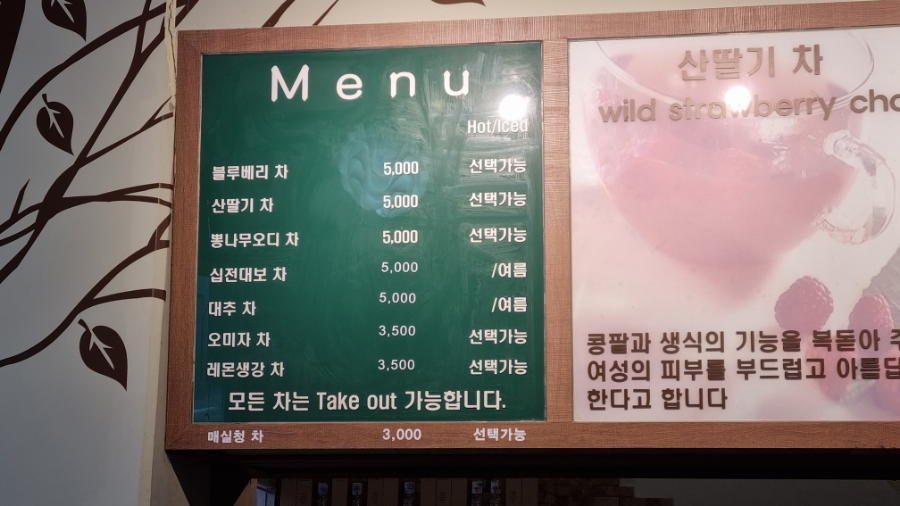 Menu
Hot/Iced
블루베리 차 5,000 선택가능
산딸기 차 5,000 선택가능
뽕나무오디 차 5,000 선택가능
십전대보 차 5,000 /여름
대추 차 5,000 /여름
오미자 차 3,500 선택가능
레몬생강 차 3,500 선택가능
모든 차는 Take out 가능합니다.
매실청 차 3,000 선택가능
산딸기 차
wild strawberry cha
콩팥과 생식의 기능을 복돋아 주
여성의 피부를 부드럽고 아름답
한다고 합니다